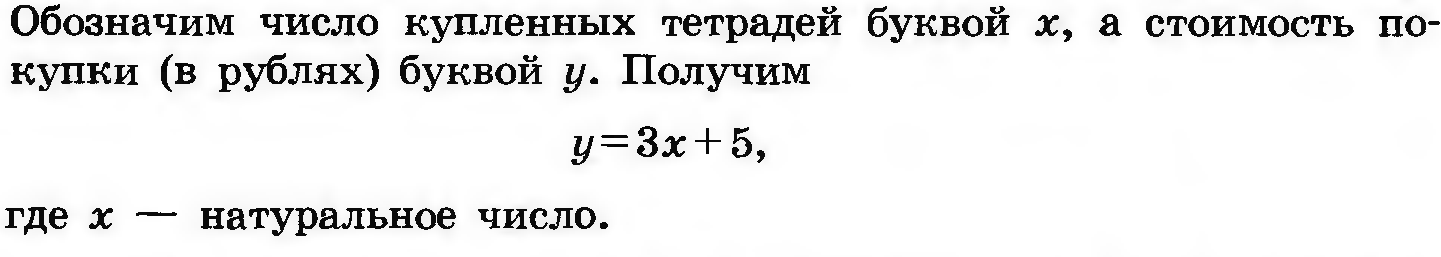 Обозначим число купленных тетрадей буквой x, а стоимость по-
купки (в рублях) буквой y. Получим
y=3x+5,
где x — натуральное число.